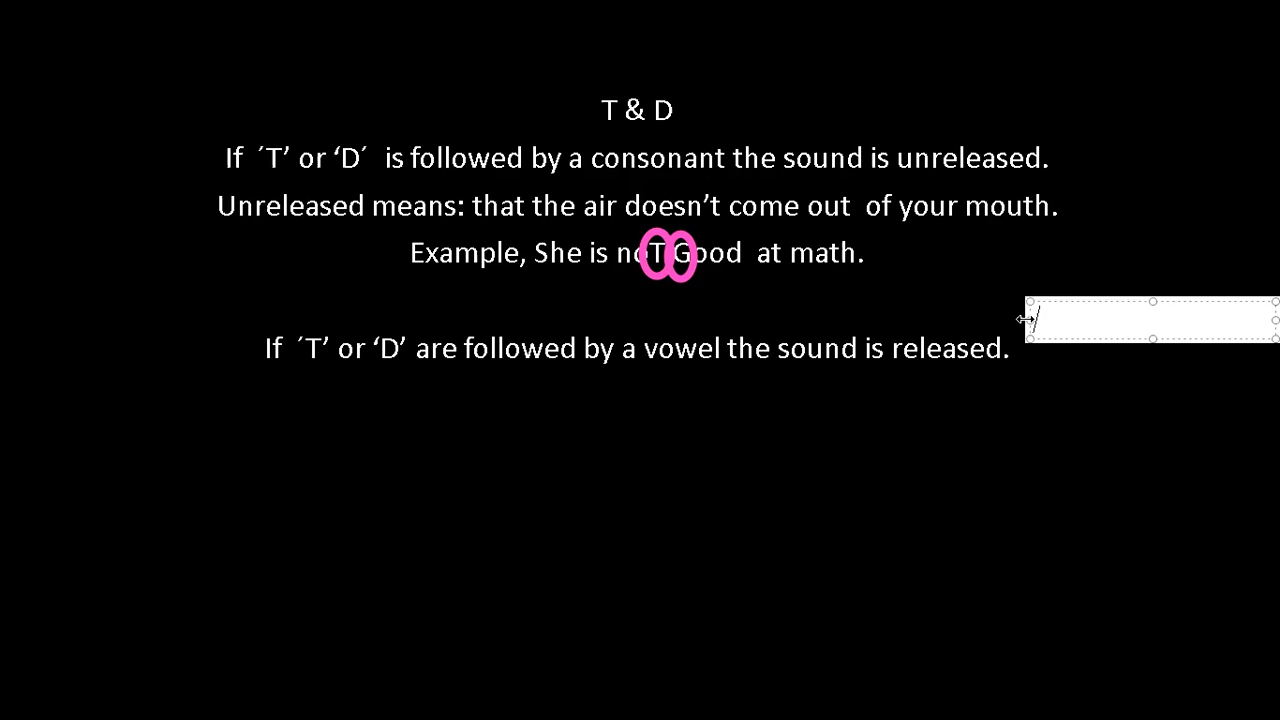 T & D
If ´T’ or ‘D´ is followed by a consonant the sound is unreleased.
Unreleased means: that the air doesn’t come out of your mouth.
Example, She is noT Good at math.
If ´T’ or ‘D’ are followed by a vowel the sound is released.